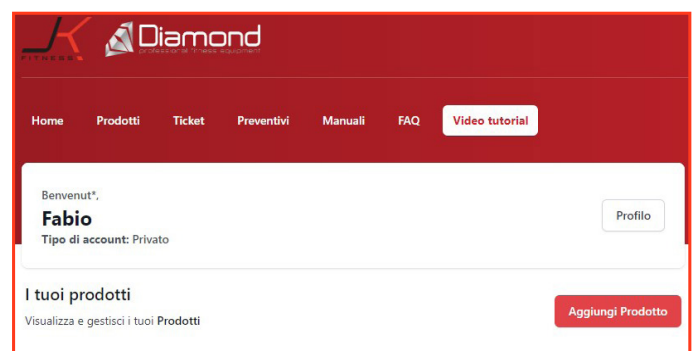 JK
FITNESS
Diamond
professional fitness equipment
Home Prodotti Ticket Preventivi Manuali FAQ Video tutorial
Benvenut*,
Fabio
Profilo
Tipo di account: Privato
I tuoi prodotti
Visualizza e gestisci i tuoi Prodotti
Aggiungi Prodotto